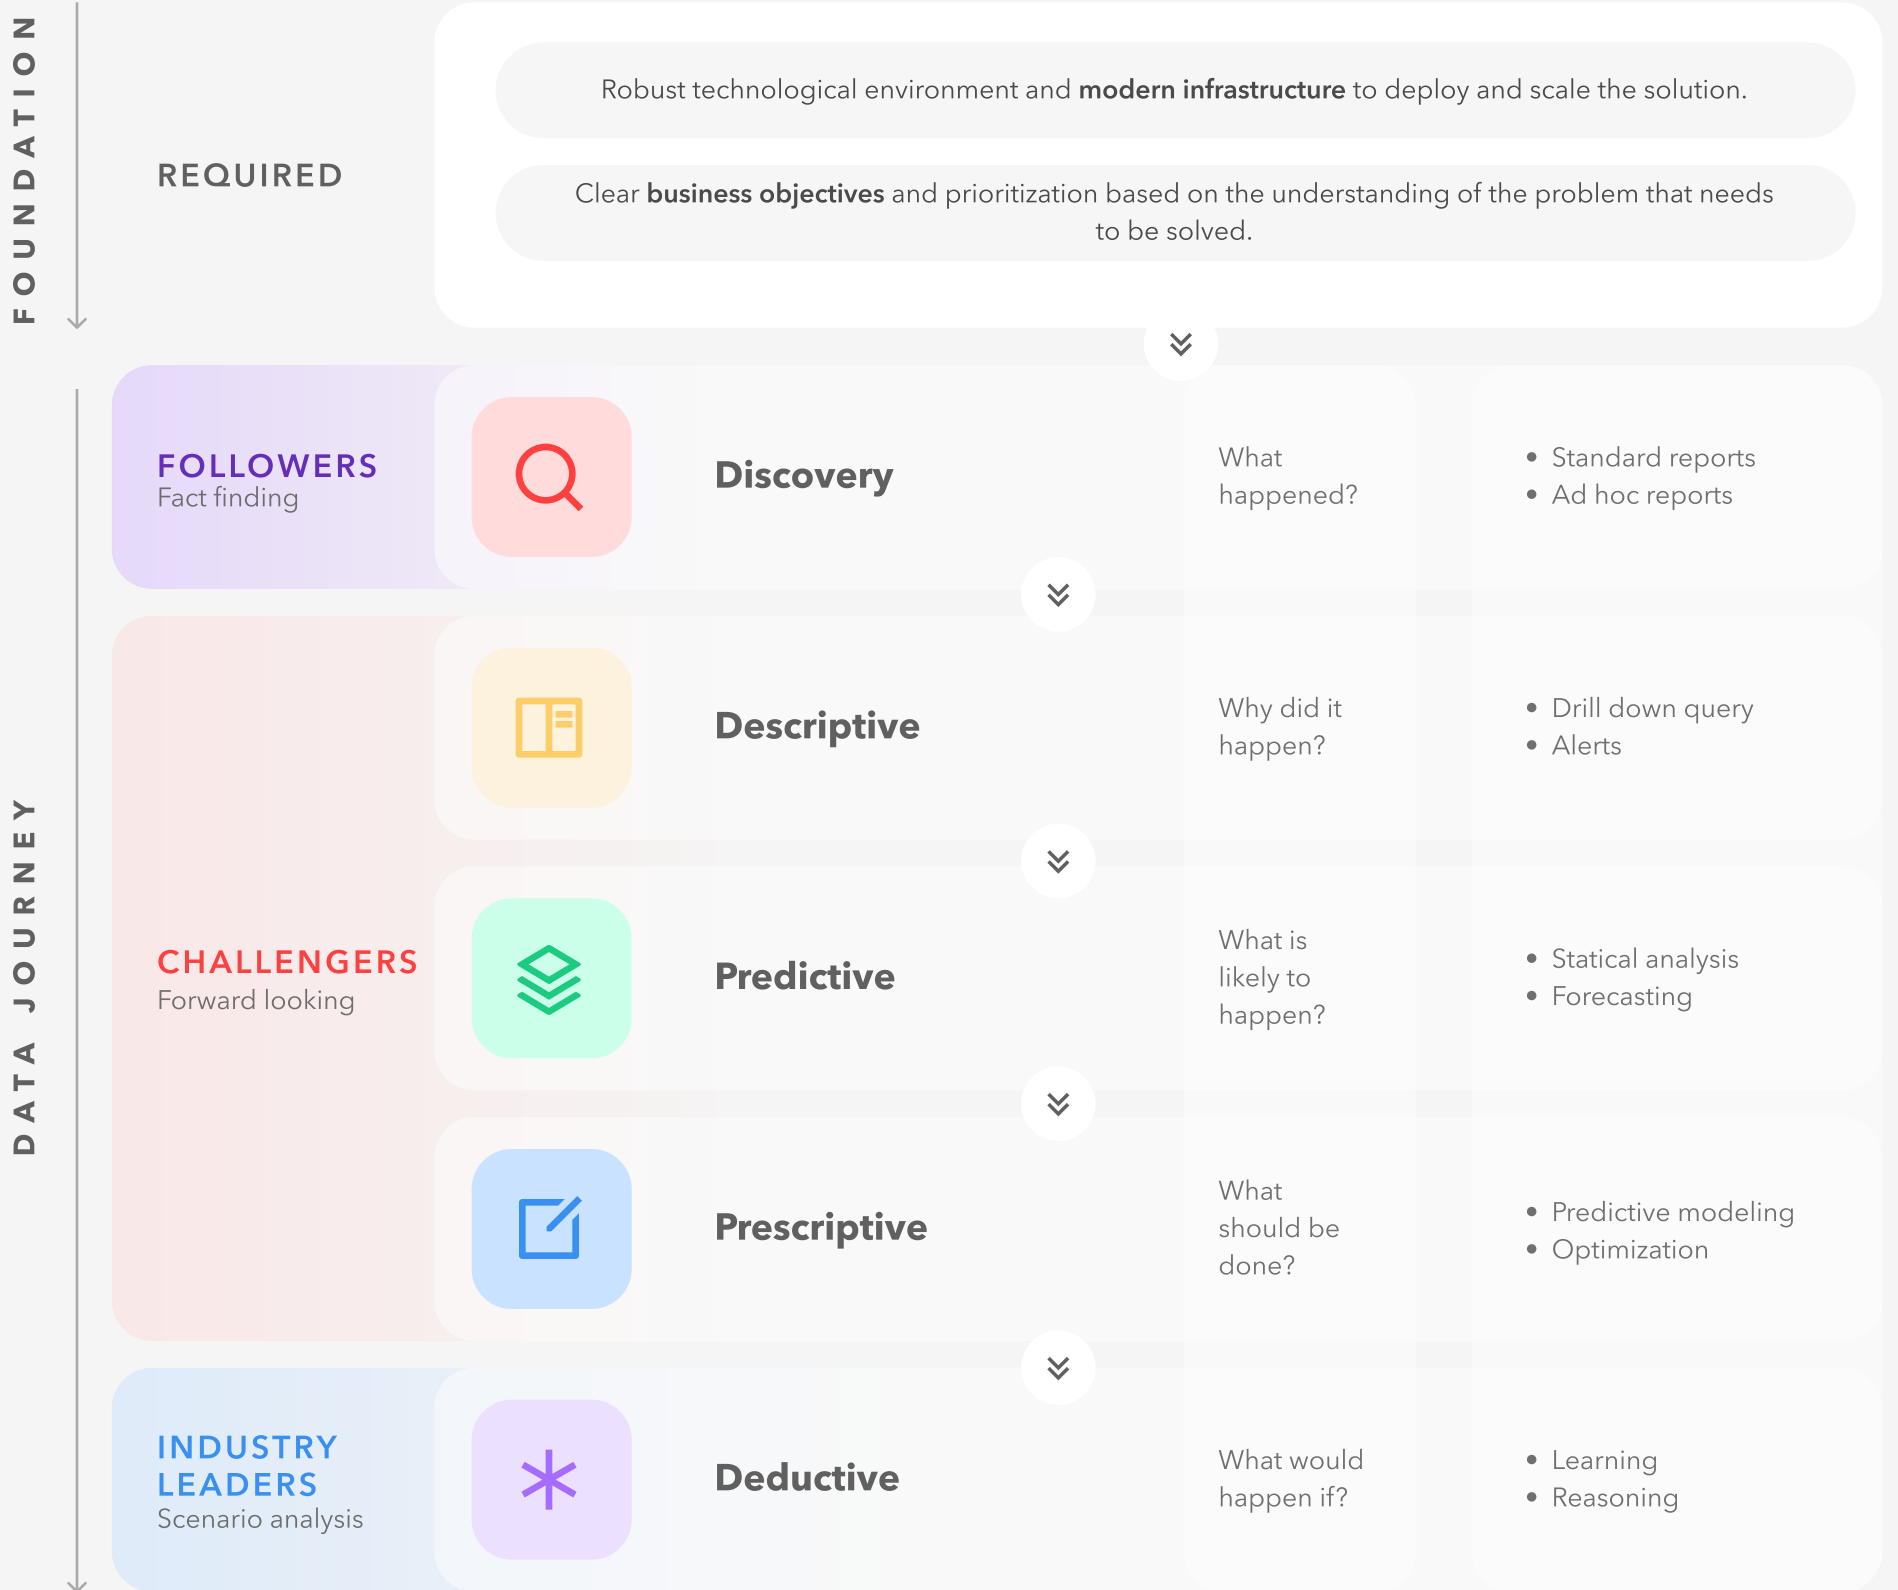 FOUNDATION
REQUIRED
Robust technological environment and modern infrastructure to deploy and scale the solution.
Clear business objectives and prioritization based on the understanding of the problem that needs
to be solved.
DATA JOURNEY
FOLLOWERS
Fact finding
Discovery
What
happened?
• Standard reports
• Ad hoc reports
CHALLENGERS
Forward looking
Descriptive
Why did it
happen?
• Drill down query
• Alerts
Predictive
What is
likely to
happen?
• Statical analysis
• Forecasting
Prescriptive
What
should be
done?
• Predictive modeling
• Optimization
INDUSTRY
LEADERS
Scenario analysis
Deductive
What would
happen if?
• Learning
• Reasoning